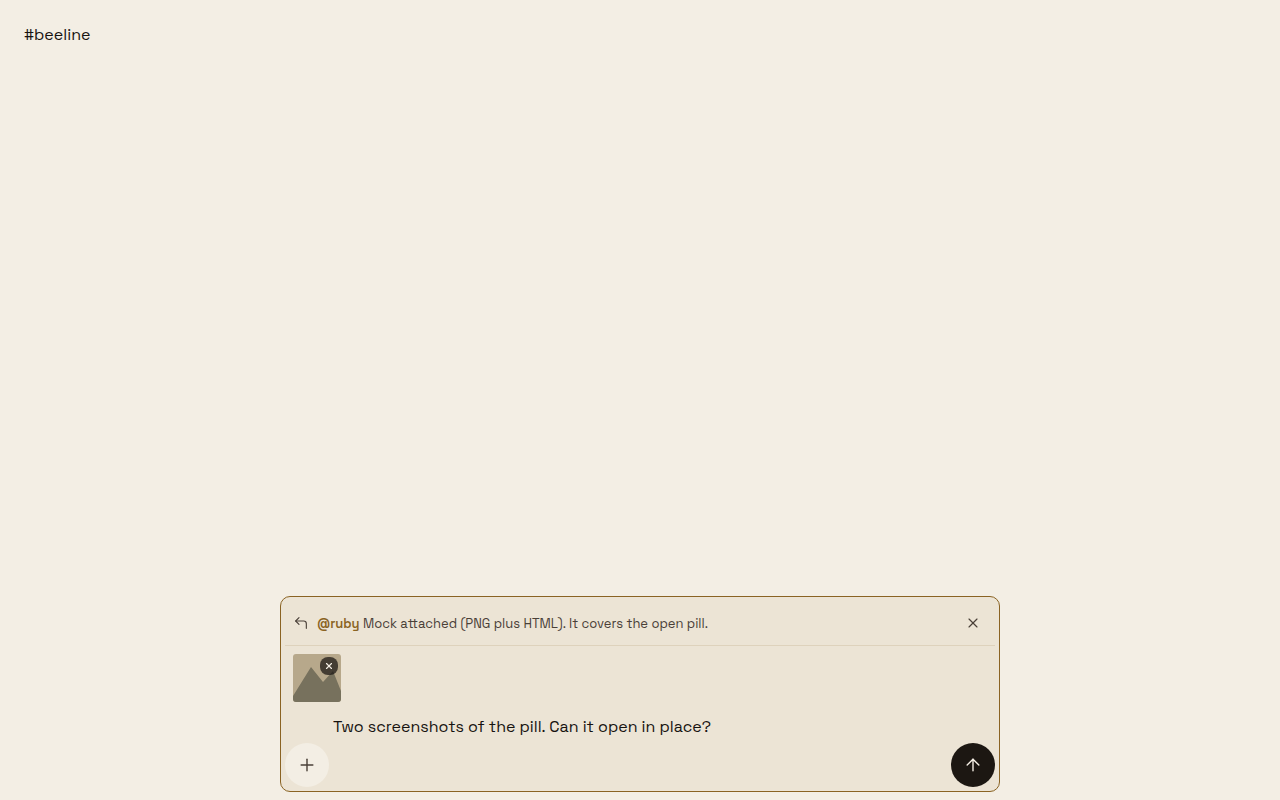 #beeline
@ruby Mock attached (PNG plus HTML). It covers the open pill.
Two screenshots of the pill. Can it open in place?